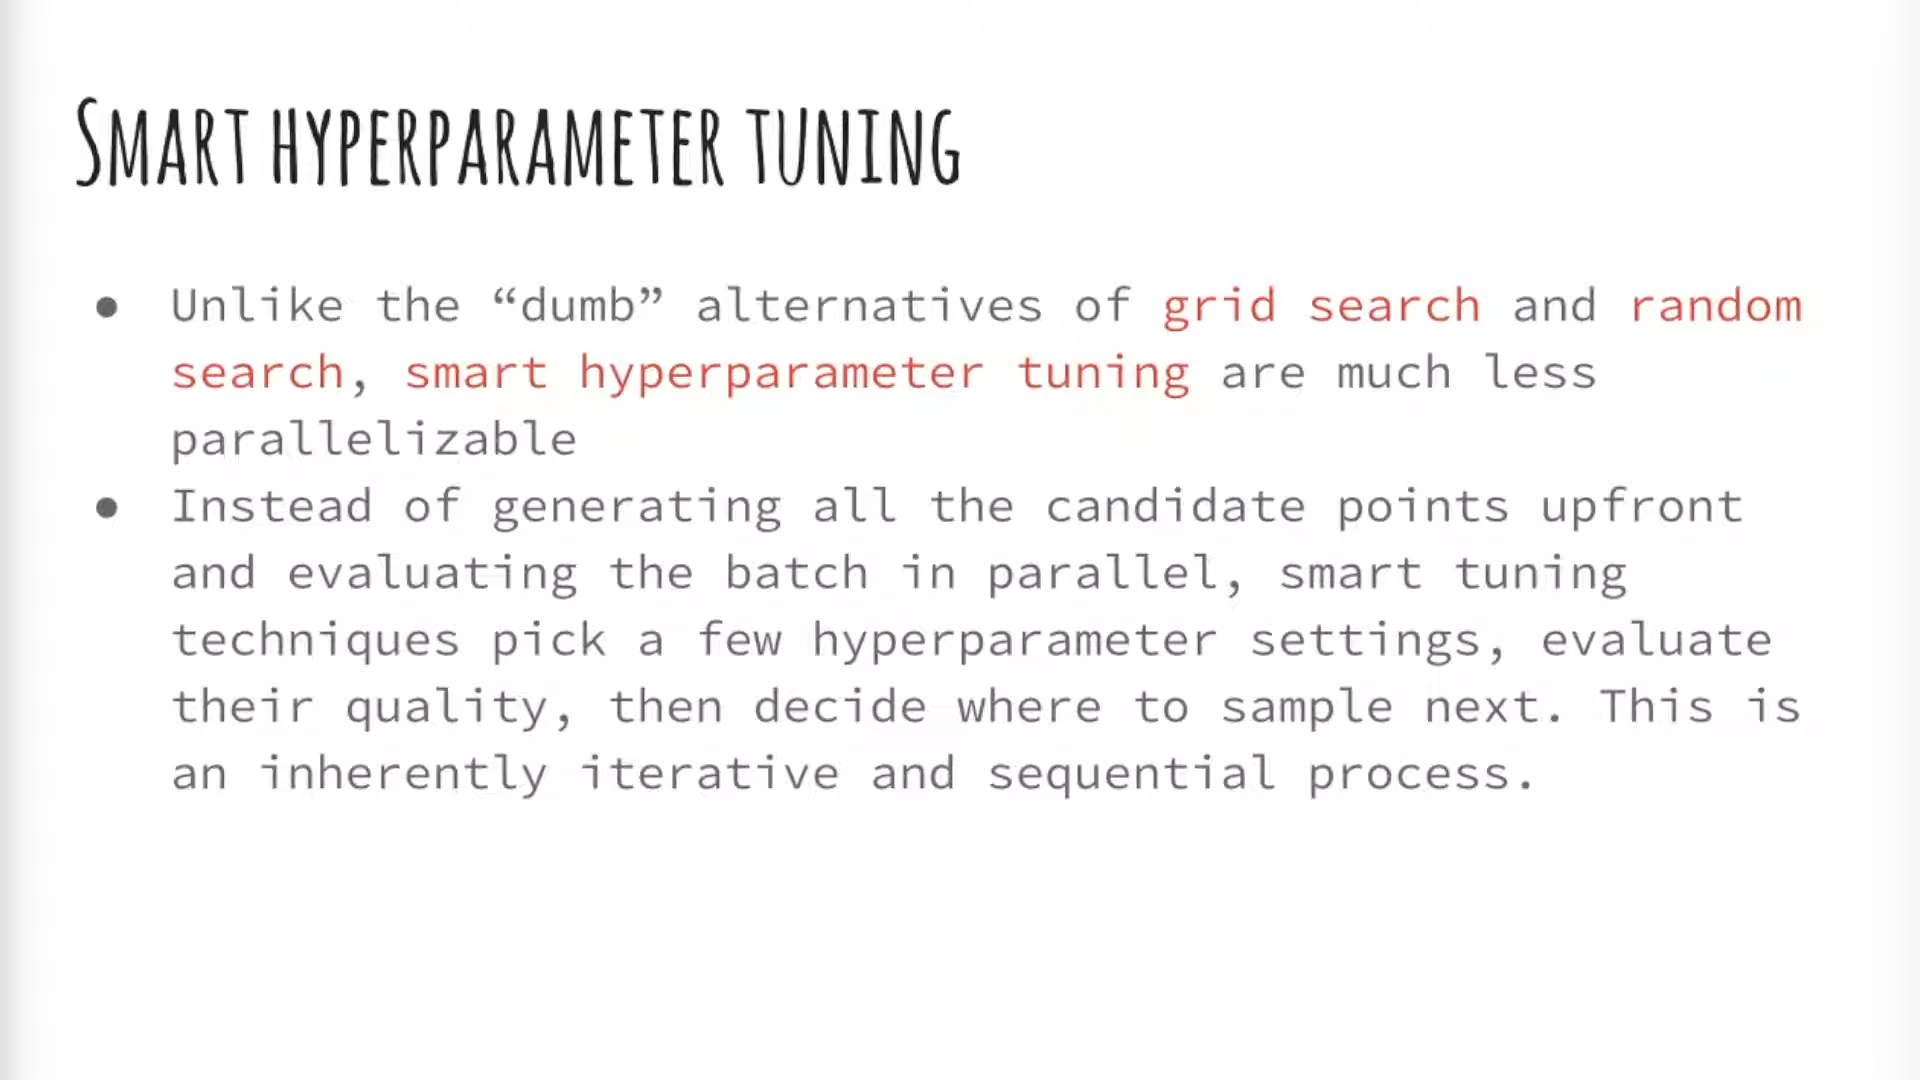 SMART HYPERPARAMETER TUNING
● Unlike the “dumb” alternatives of grid search and random
search, smart hyperparameter tuning are much less
parallelizable
● Instead of generating all the candidate points upfront
and evaluating the batch in parallel, smart tuning
techniques pick a few hyperparameter settings, evaluate
their quality, then decide where to sample next. This is
an inherently iterative and sequential process.